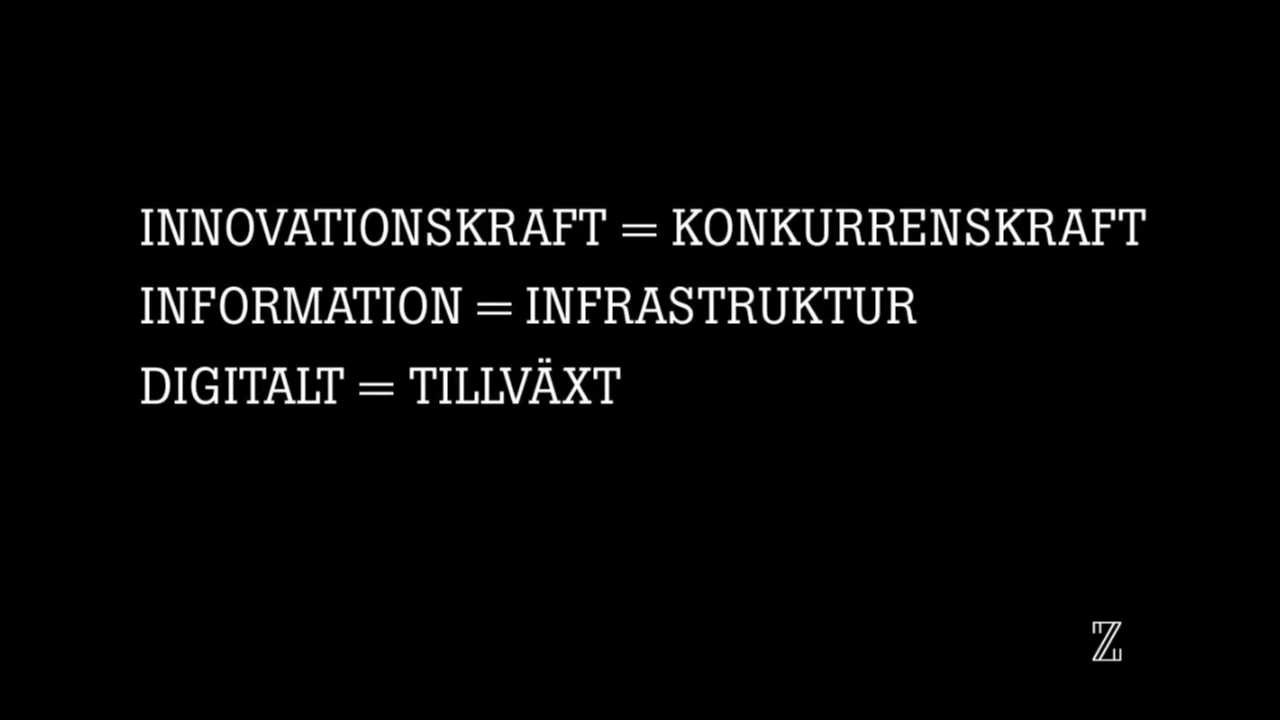 INNOVATIONSKRAFT = KONKURRENSKRAFT
INFORMATION = INFRASTRUKTUR
DIGITALT = TILLVÄXT
Z